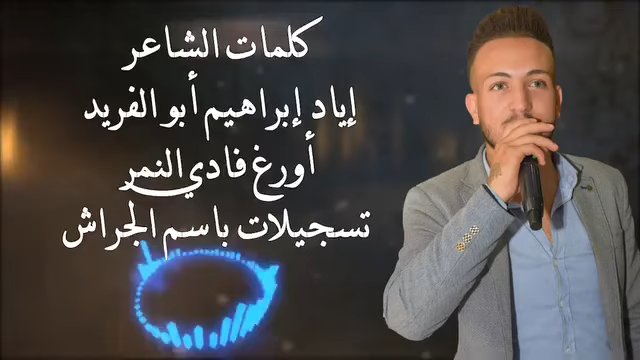 كلمات الشاعر
إياد إبراهيم أبو الفريد
أورغ فادي النمر
تسجيلات باسم الجراش